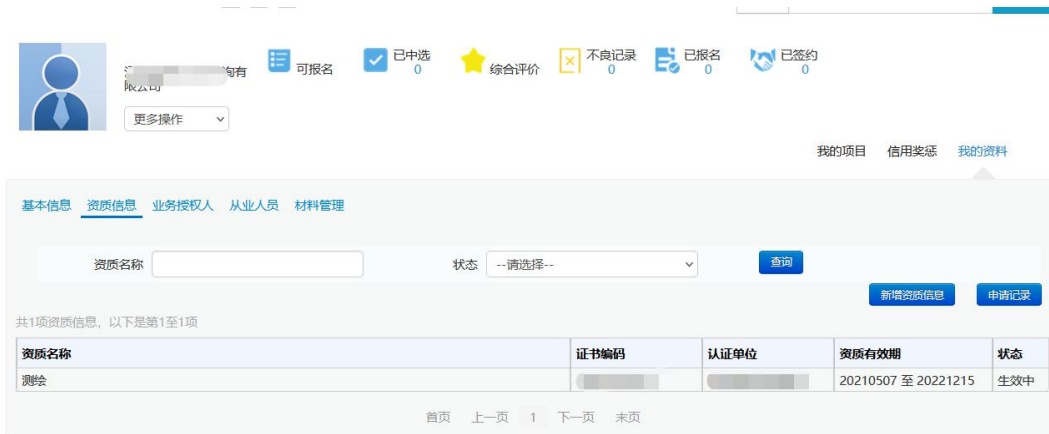 可报名
已中选
0
综合评价
不良记录
0
已报名
0
已签约
0
询有
限公司
更多操作
我的项目 信用奖惩 我的资料
基本信息 资质信息 业务授权人 从业人员 材料管理
资质名称 状态 --请选择-- 查询
新增资质信息 申请记录
共1项资质信息, 以下是第1至1项
资质名称 证书编码 认证单位 资质有效期 状态
测绘 20210507 至 20221215 生效中
首页 上一页 1 下一页 末页